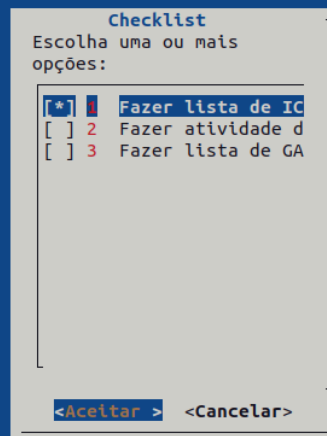 Checklist
Escolha uma ou mais
opções:
[*] 1 Fazer lista de IC
[ ] 2 Fazer atividade d
[ ] 3 Fazer lista de GA
<Aceitar > <Cancelar>